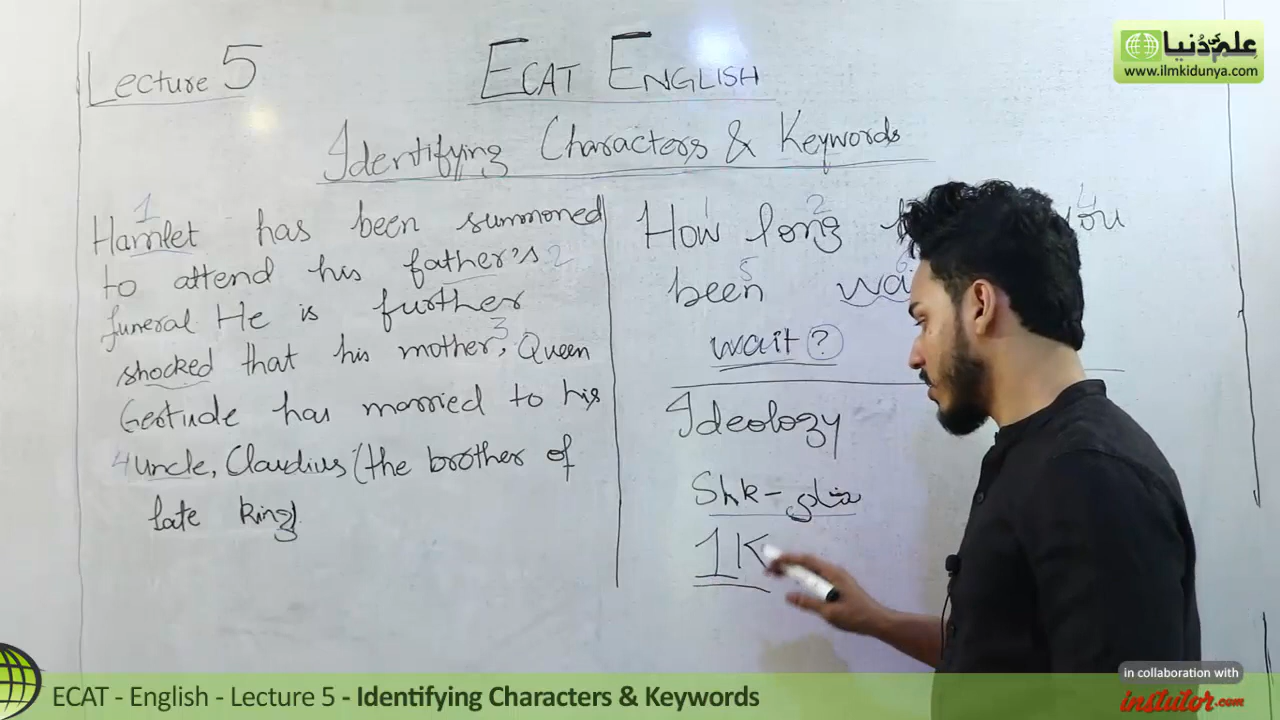 Lecture 5
ECAT ENGLISH
علم کی دنیا
www.ilmkidunya.com
Identifying Characters & Keywords
1
Hamlet has been summoned
to attend his father's 2
funeral He is further
3
shocked that his mother, Queen
Gertude has married to his
4 uncle, Claudius (the brother of
late king)
1 2 4
How long you
5 6
been wai
wait ?
Ideology
Shk -
1K
ECAT - English - Lecture 5 - Identifying Characters & Keywords
in collaboration with
instutor.com